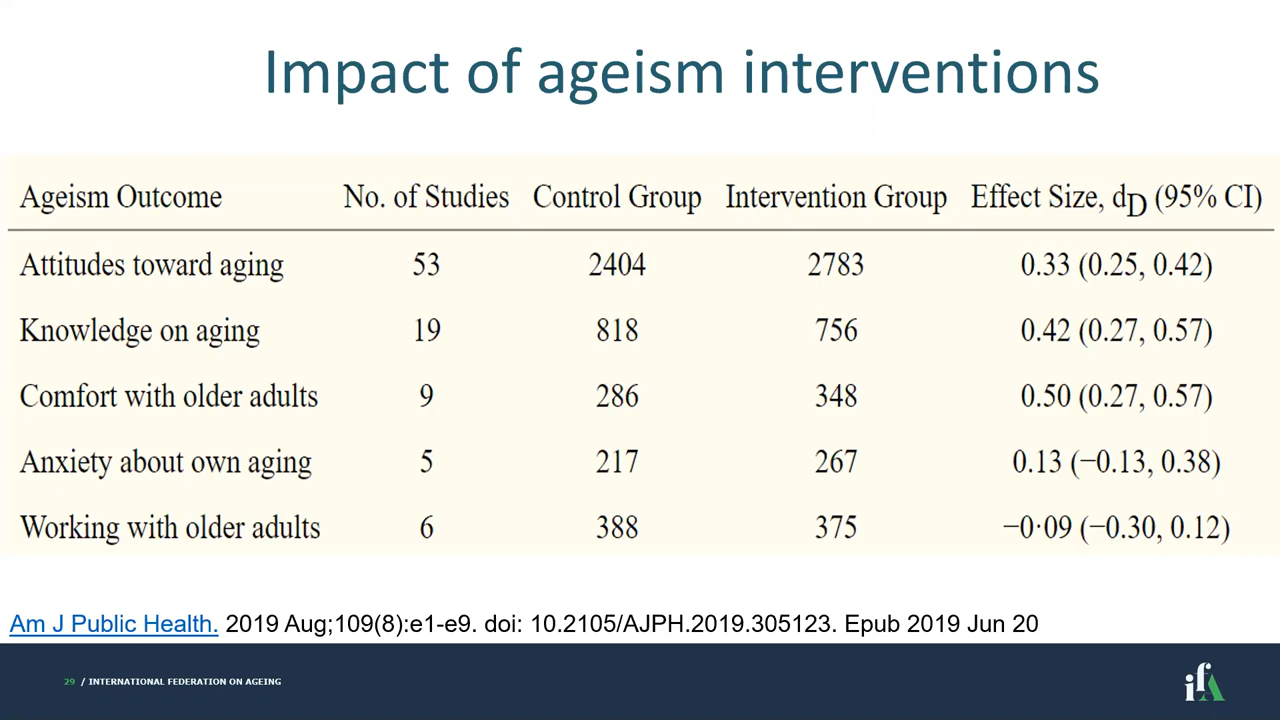 Impact of ageism interventions
Ageism Outcome No. of Studies Control Group Intervention Group Effect Size, dD (95% CI)
Attitudes toward aging 53 2404 2783 0.33 (0.25, 0.42)
Knowledge on aging 19 818 756 0.42 (0.27, 0.57)
Comfort with older adults 9 286 348 0.50 (0.27, 0.57)
Anxiety about own aging 5 217 267 0.13 (−0.13, 0.38)
Working with older adults 6 388 375 −0·09 (−0.30, 0.12)
Am J Public Health. 2019 Aug;109(8):e1-e9. doi: 10.2105/AJPH.2019.305123. Epub 2019 Jun 20
29 / INTERNATIONAL FEDERATION ON AGEING
ifA